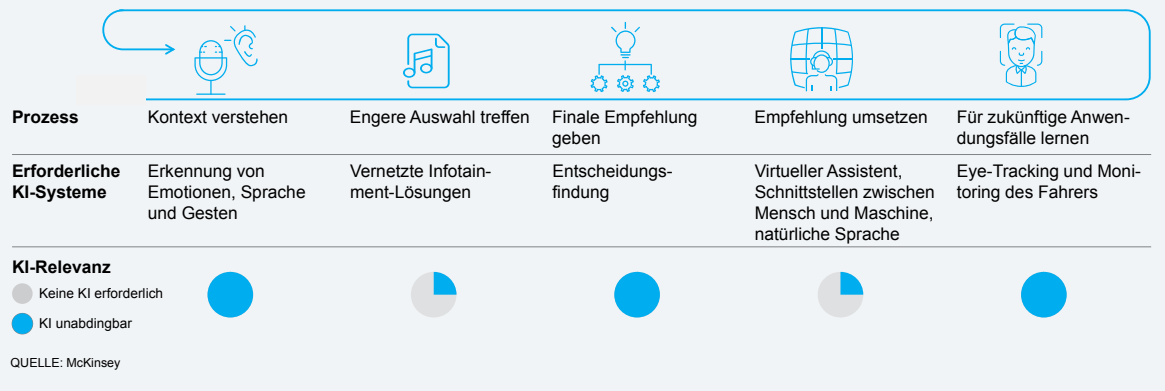 Prozess
Kontext verstehen
Engere Auswahl treffen
Finale Empfehlung
geben
Empfehlung umsetzen
Für zukünftige Anwen-
dungsfälle lernen
Erforderliche
KI-Systeme
Erkennung von
Emotionen, Sprache
und Gesten
Vernetzte Infotain-
ment-Lösungen
Entscheidungs-
findung
Virtueller Assistent,
Schnittstellen zwischen
Mensch und Maschine,
natürliche Sprache
Eye-Tracking und Moni-
toring des Fahrers
KI-Relevanz
Keine KI erforderlich
KI unabdingbar
QUELLE: McKinsey